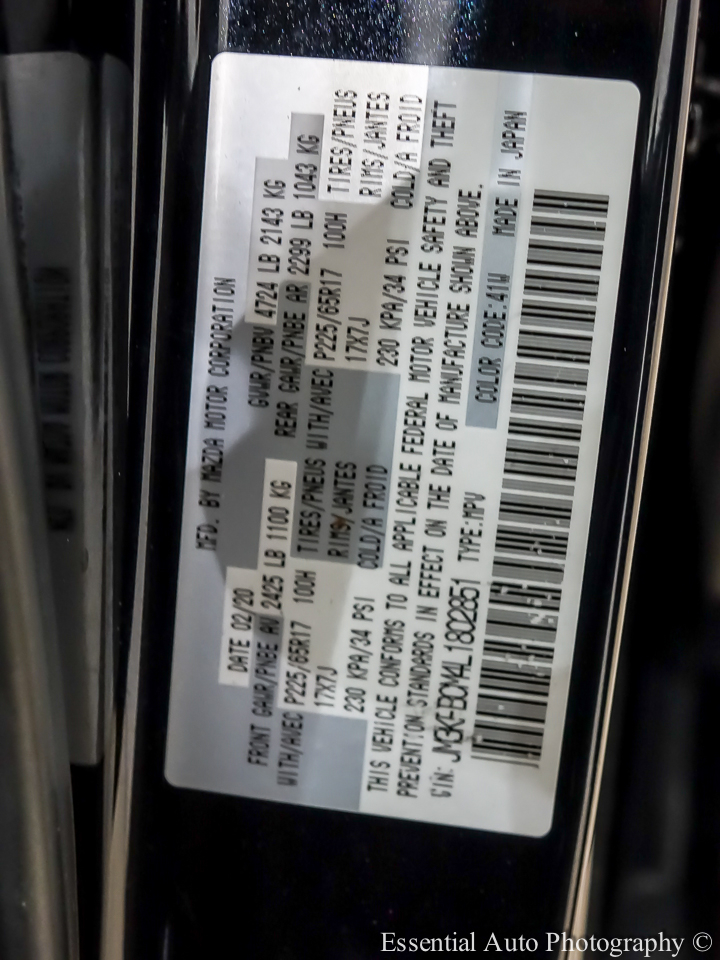 MFD. BY MAZDA MOTOR CORPORATION
DATE 02/20 GVWR/PNBV 4724 LB 2143 KG
FRONT GAWR/PNBE AV 2425 LB 1100 KG REAR GAWR/PNBE AR 2299 LB 1043 KG
WITH/AVEC P225/65R17 100H TIRES/PNEUS WITH/AVEC P225/65R17 100H TIRES/PNEUS
17X7J RIMS/JANTES 17X7J RIMS/JANTES
230 KPA/34 PSI COLD/A FROID 230 KPA/34 PSI COLD/A FROID
THIS VEHICLE CONFORMS TO ALL APPLICABLE FEDERAL MOTOR VEHICLE SAFETY AND THEFT
PREVENTION STANDARDS IN EFFECT ON THE DATE OF MANUFACTURE SHOWN ABOVE.
JM3KFBCM4L1802851 TYPE:MPV COLOR CODE:41W MADE IN JAPAN
Essential Auto Photography ©